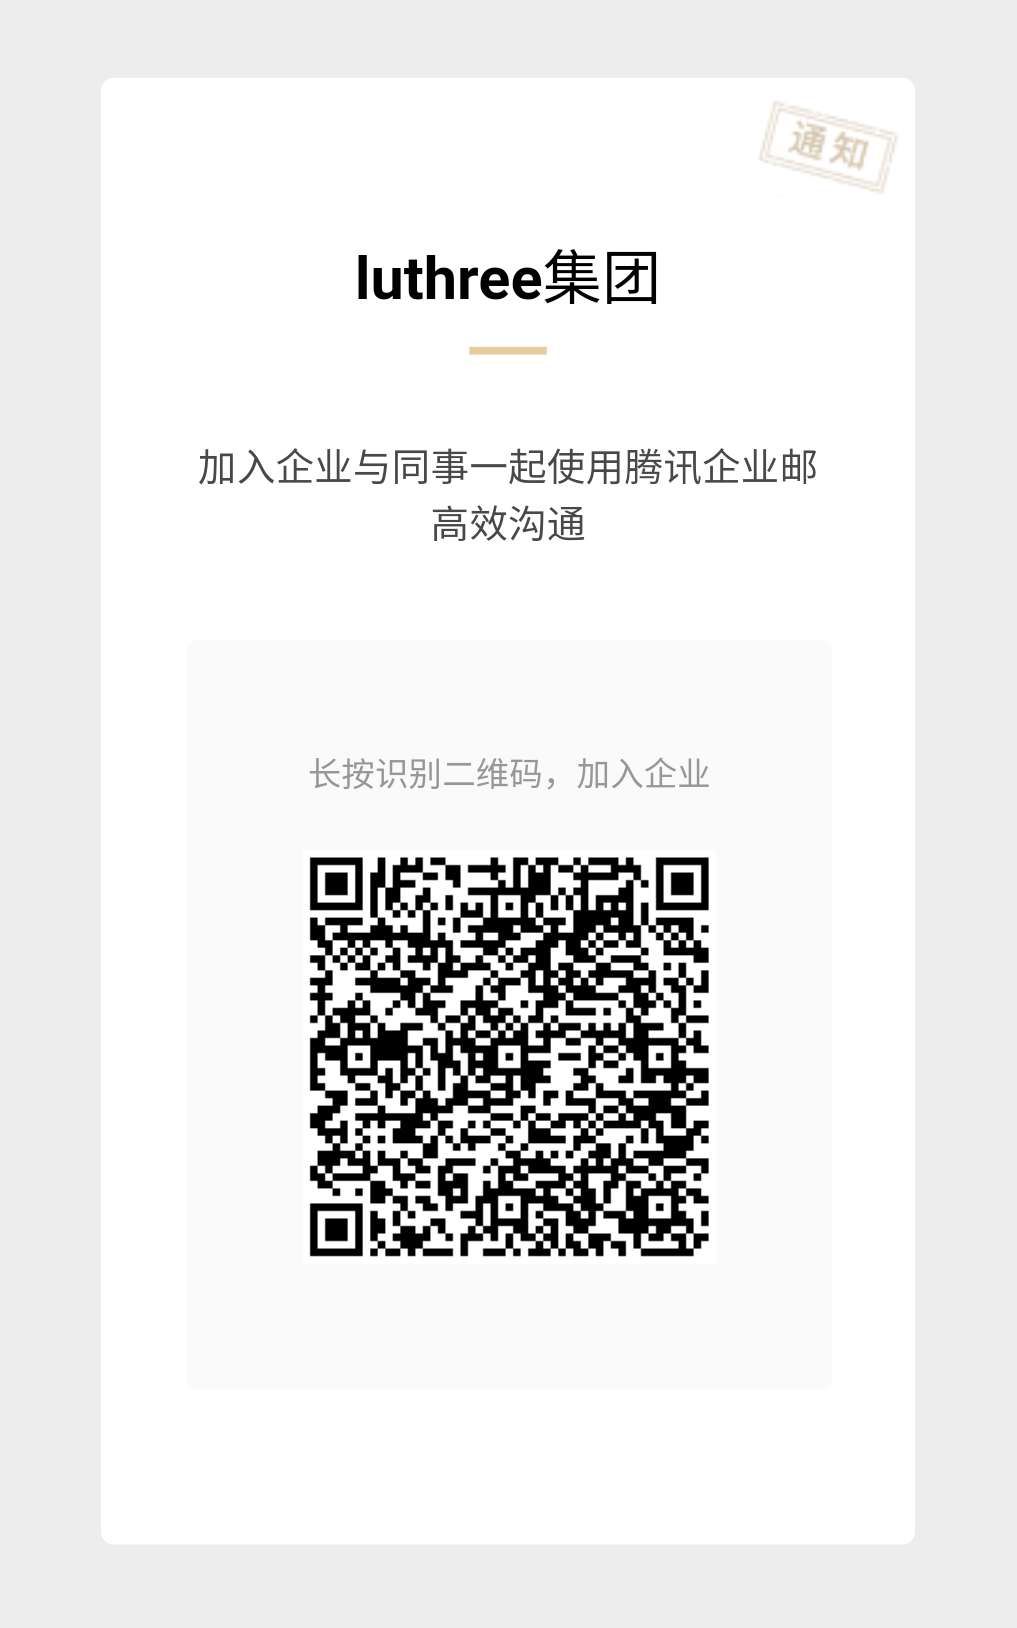 通知
luthree集团
加入企业与同事一起使用腾讯企业邮
高效沟通
长按识别二维码，加入企业